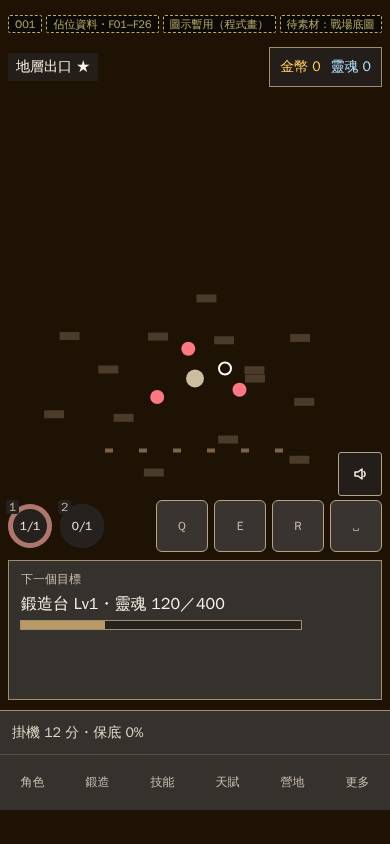 001 佔位資料・F01—F26 圖示暫用（程式畫） 待素材：戰場底圖
地層出口 ★ 金幣 0 靈魂 0
1 1/1 2 0/1 Q E R ␣
下一個目標
鍛造台 Lv1・靈魂 120／400
掛機 12 分・保底 0%
角色 鍛造 技能 天賦 營地 更多